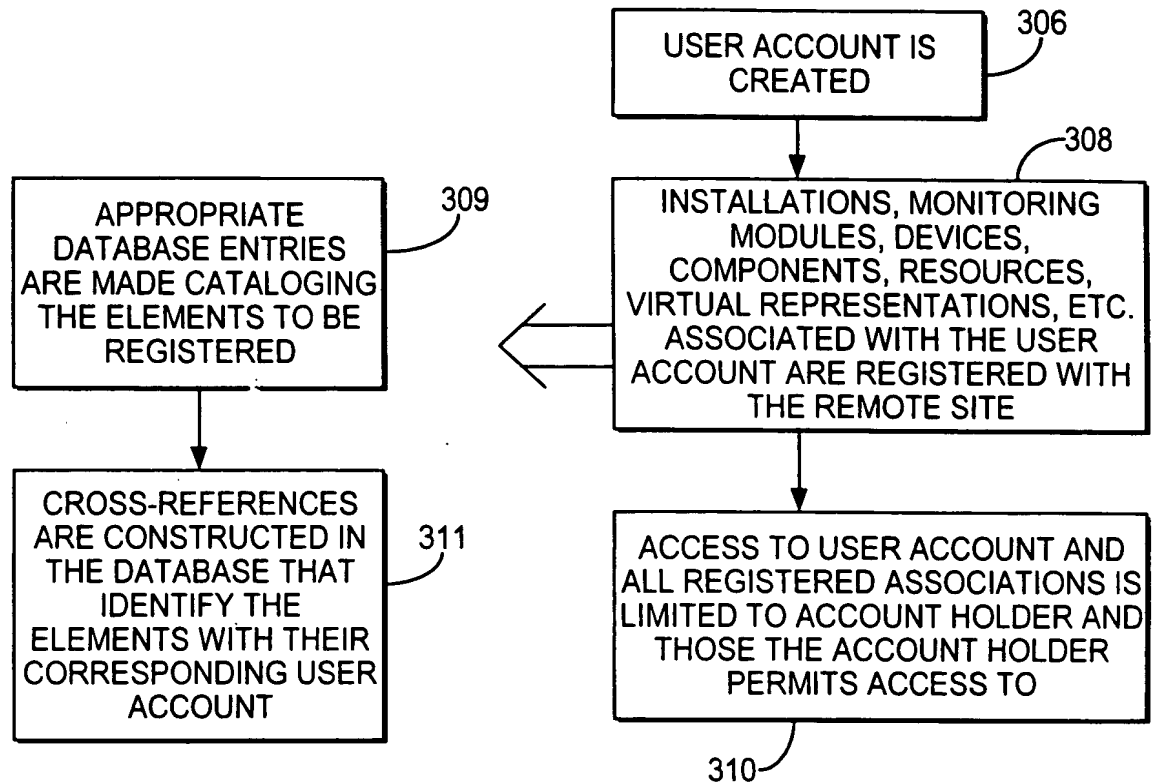 306
USER ACCOUNT IS
CREATED
308
INSTALLATIONS, MONITORING
MODULES, DEVICES,
COMPONENTS, RESOURCES,
VIRTUAL REPRESENTATIONS, ETC.
ASSOCIATED WITH THE USER
ACCOUNT ARE REGISTERED WITH
THE REMOTE SITE
309
APPROPRIATE
DATABASE ENTRIES
ARE MADE CATALOGING
THE ELEMENTS TO BE
REGISTERED
311
CROSS-REFERENCES
ARE CONSTRUCTED IN
THE DATABASE THAT
IDENTIFY THE
ELEMENTS WITH THEIR
CORRESPONDING USER
ACCOUNT
ACCESS TO USER ACCOUNT AND
ALL REGISTERED ASSOCIATIONS IS
LIMITED TO ACCOUNT HOLDER AND
THOSE THE ACCOUNT HOLDER
PERMITS ACCESS TO
310